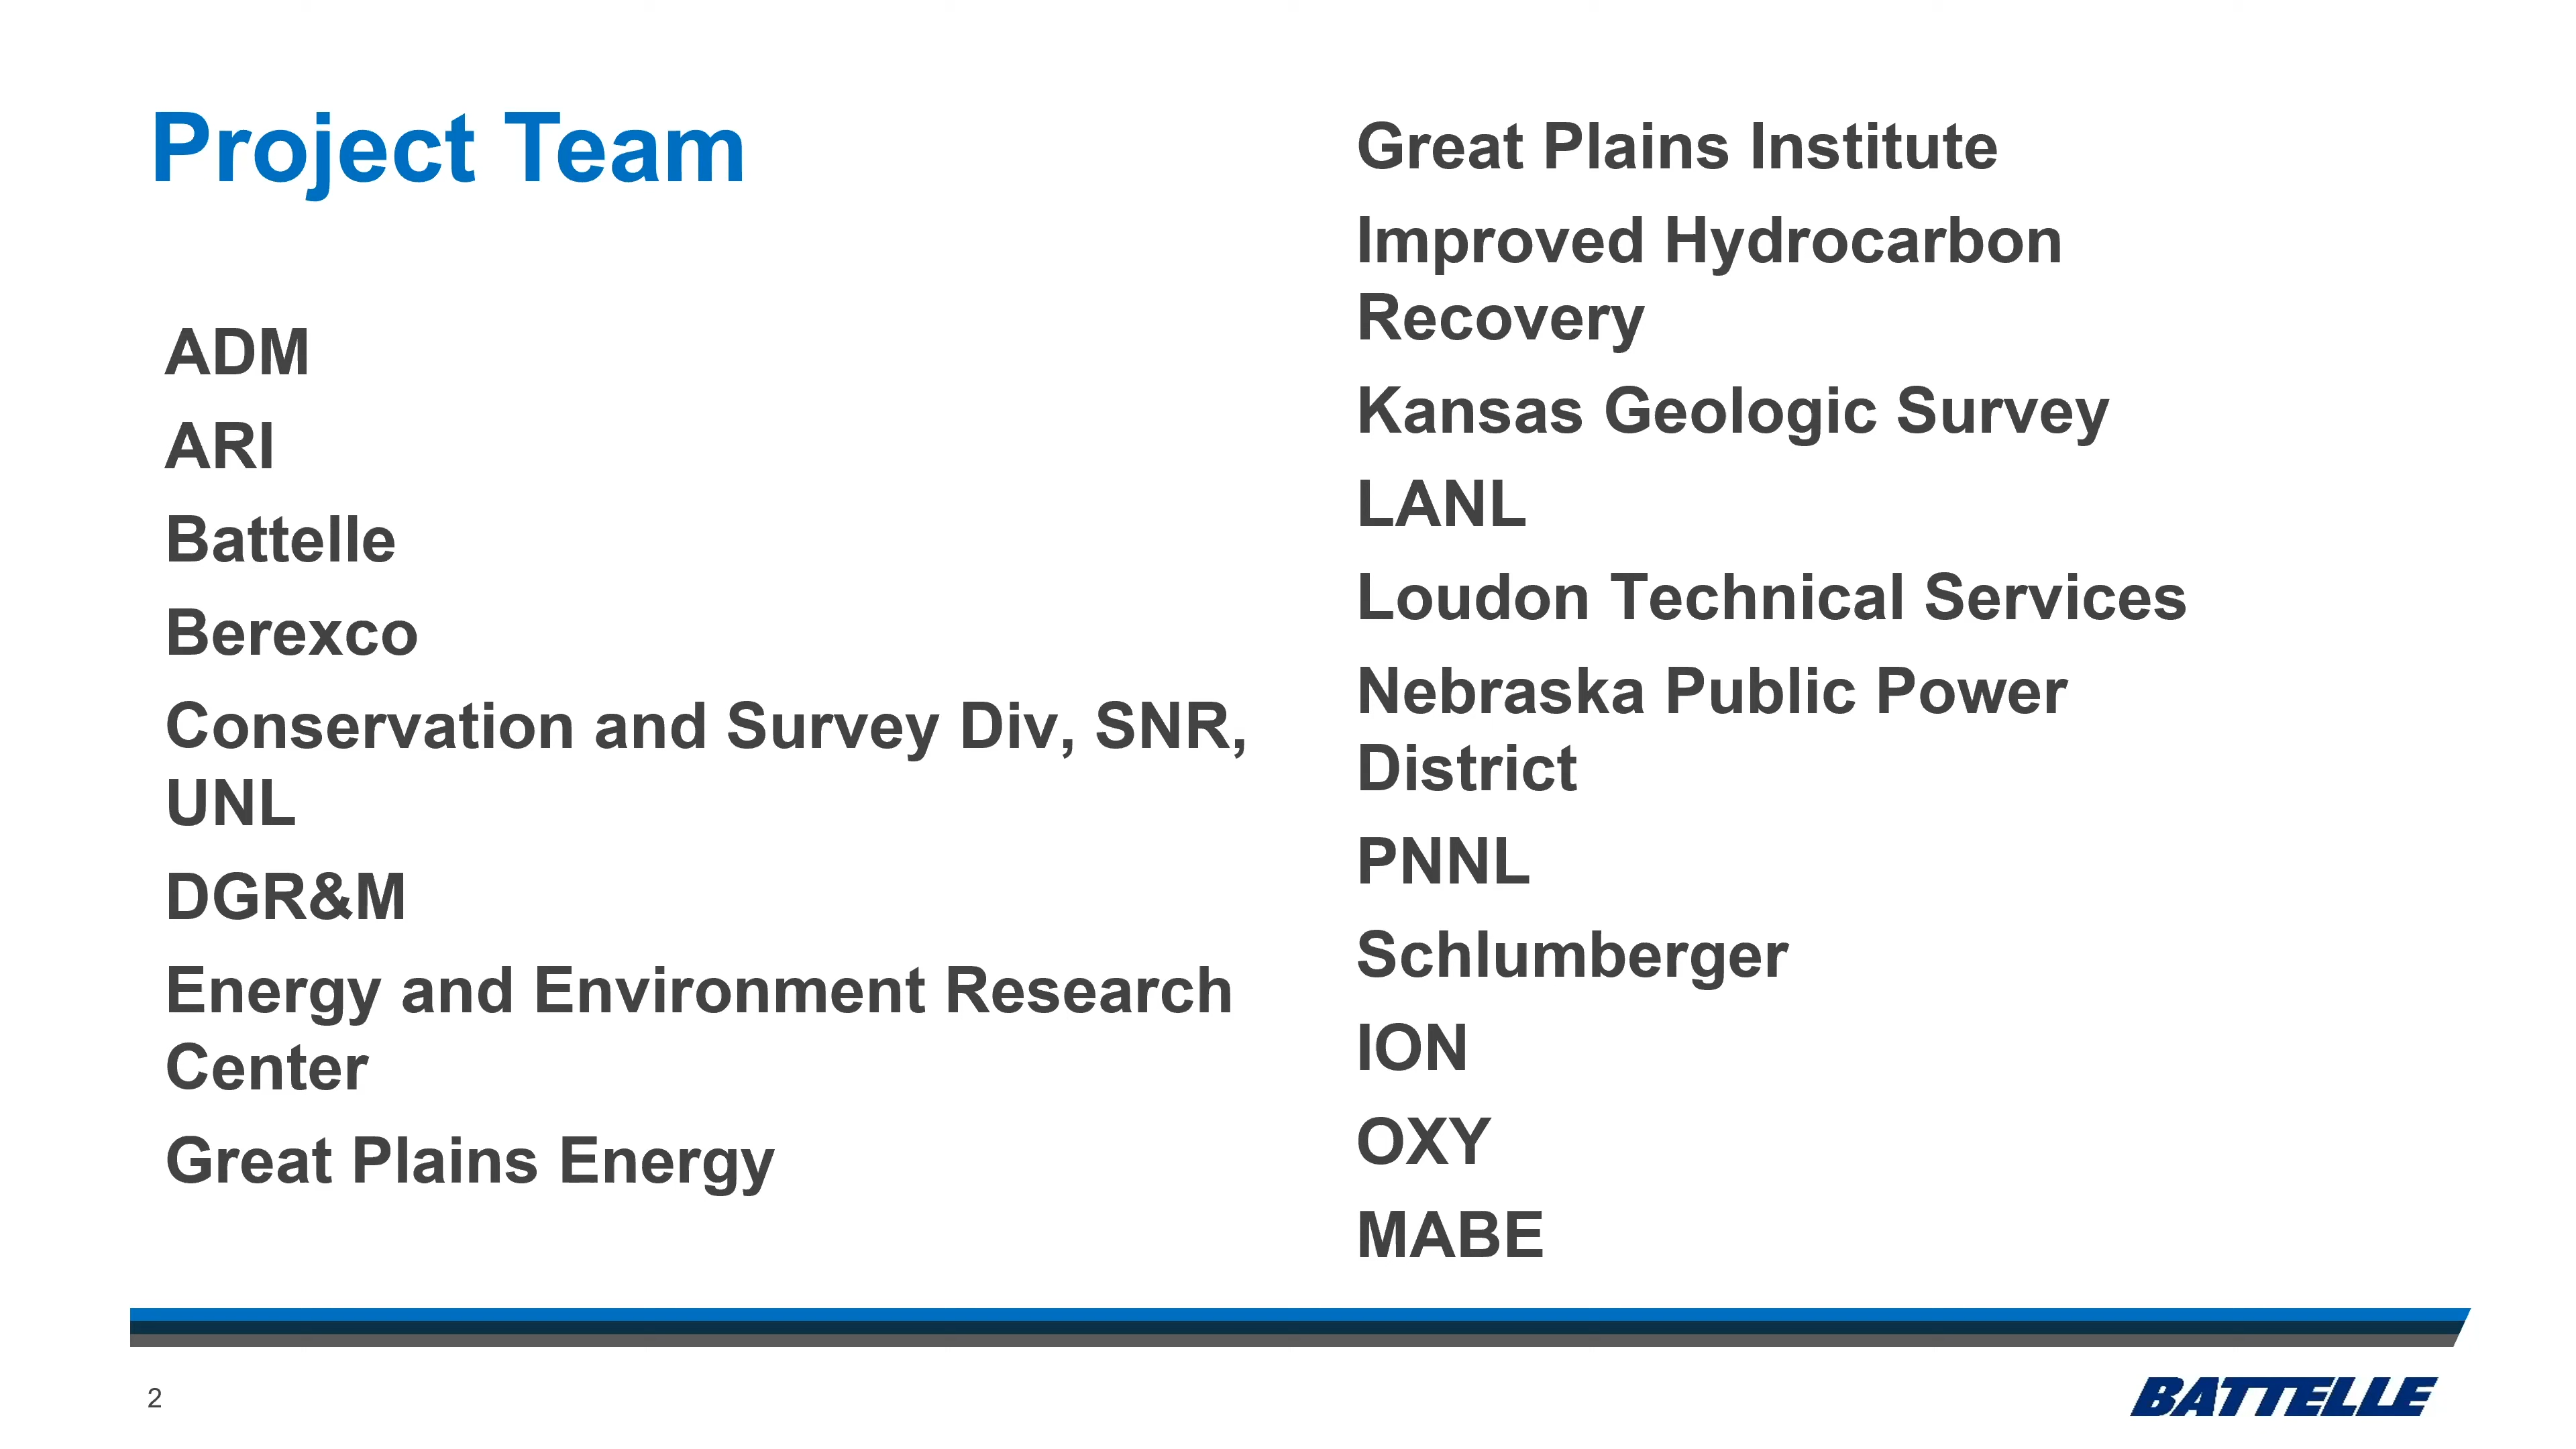 Project Team
ADM
ARI
Battelle
Berexco
Conservation and Survey Div, SNR,
UNL
DGR&M
Energy and Environment Research
Center
Great Plains Energy
Great Plains Institute
Improved Hydrocarbon
Recovery
Kansas Geologic Survey
LANL
Loudon Technical Services
Nebraska Public Power
District
PNNL
Schlumberger
ION
OXY
MABE
2
BATTELLE